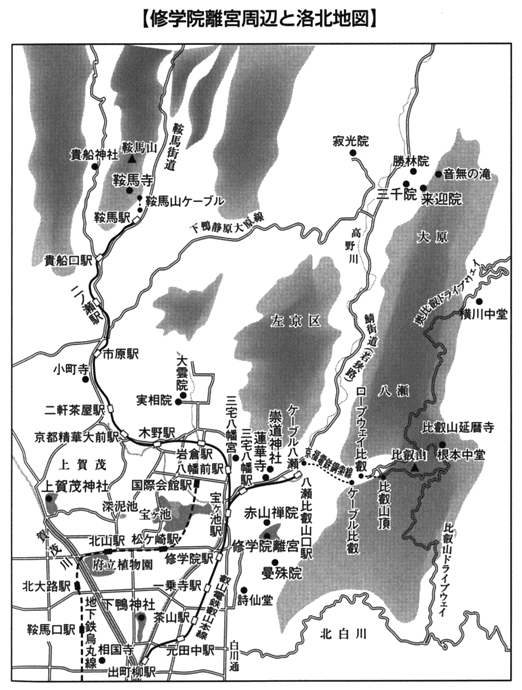 【修学院離宮周辺と洛北地図】
貴船神社
鞍馬山
鞍馬寺
鞍馬街道
鞍馬山ケーブル
鞍馬駅
貴船口駅
二ノ瀬駅
下鴨静原大原線
寂光院
勝林院
音無の滝
三千院
来迎院
大原
高野川
鯖街道(若狭路)
左京区
奥比叡ドライブウェイ
横川中堂
市原駅
小町寺
二軒茶屋駅
京都精華大前駅
木野駅
大雲院
実相院
三宅八幡宮
三宅八幡駅
蓮華寺
崇道神社
ケーブル八瀬
八瀬
ロープウェイ比叡
京福電鉄鋼索線
比叡山延暦寺
根本中堂
比叡山
比叡山頂
ケーブル比叡
八瀬比叡山口駅
比叡山ドライブウェイ
岩倉駅
八幡前駅
国際会館駅
上賀茂
上賀茂神社
深泥池
宝ヶ池
宝ヶ池駅
賀茂川
北山駅
松ヶ崎駅
府立植物園
赤山禅院
修学院離宮
修学院駅
曼殊院
北大路駅
一乗寺駅
叡山電鉄叡山本線
詩仙堂
下鴨神社
茶山駅
鞍馬口駅
地下鉄烏丸線
相国寺
元田中駅
出町柳駅
白川通
北白川